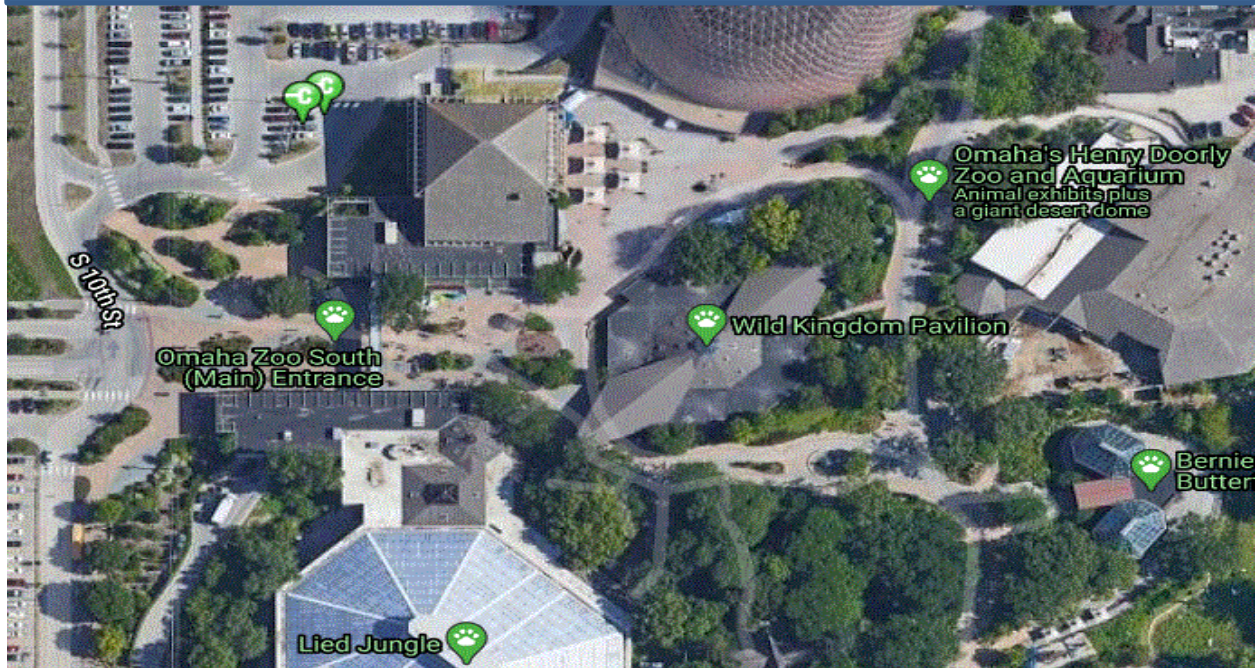 C
C
Omaha's Henry Doorly
Zoo and Aquarium
Animal exhibits plus
a giant desert dome
S 10th St
Wild Kingdom Pavilion
Omaha Zoo South
(Main) Entrance
Bernie
Butterf
Lied Jungle